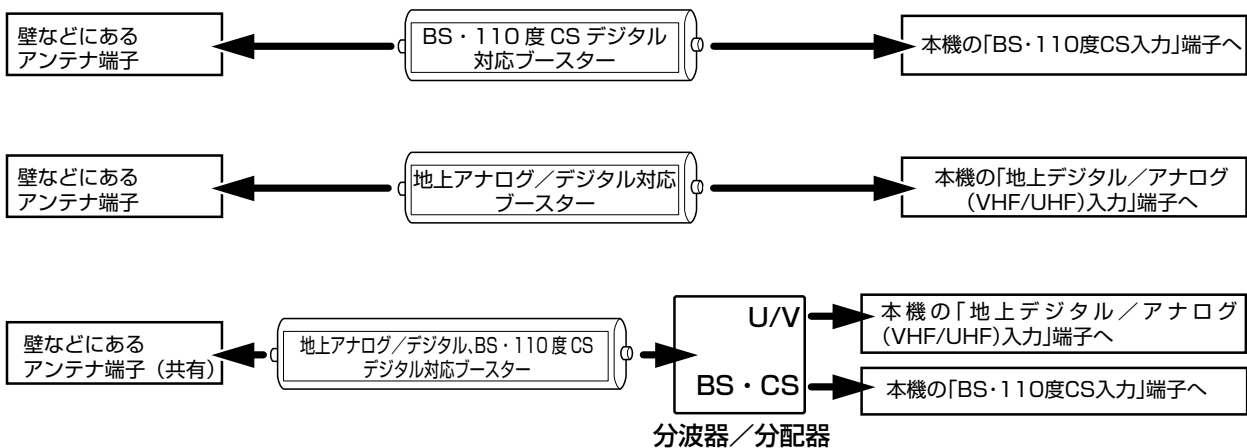 壁などにある
アンテナ端子
BS・110度CSデジタル
対応ブースター
本機の「BS・110度CS入力」端子へ
壁などにある
アンテナ端子
地上アナログ／デジタル対応
ブースター
本機の「地上デジタル／アナログ
(VHF/UHF)入力」端子へ
壁などにある
アンテナ端子（共有）
地上アナログ／デジタル、BS・110度CS
デジタル対応ブースター
U/V
BS・CS
分波器／分配器
本機の「地上デジタル／アナログ
(VHF/UHF)入力」端子へ
本機の「BS・110度CS入力」端子へ